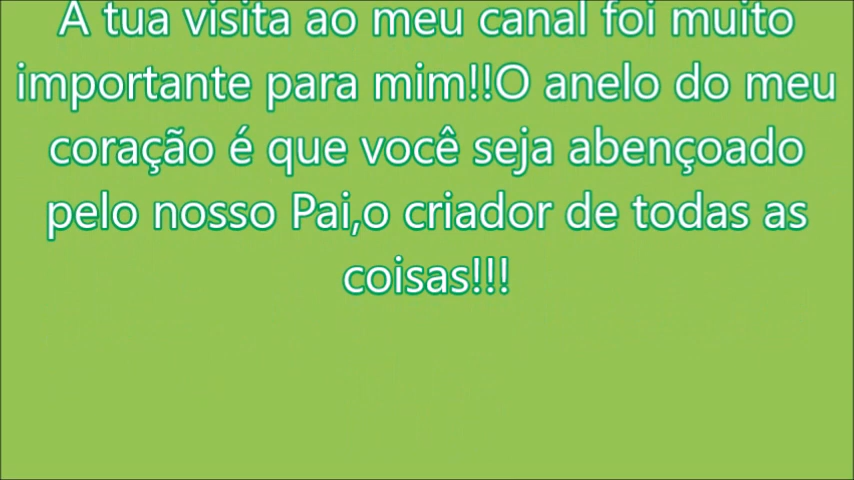 A tua visita ao meu canal foi muito
importante para mim!!O anelo do meu
coração é que você seja abençoado
pelo nosso Pai,o criador de todas as
coisas!!!